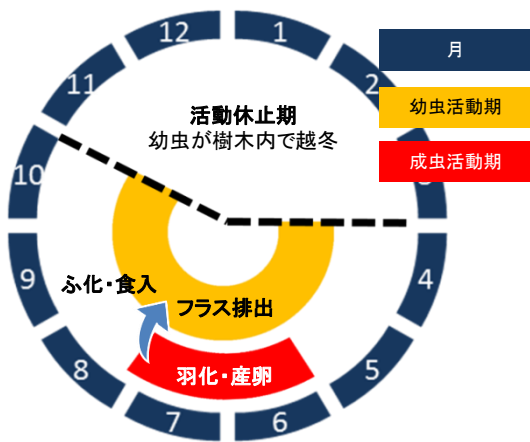 12
1
11
2
月
活動休止期
幼虫が樹木内で越冬
幼虫活動期
成虫活動期
10
9
4
ふ化・食入
フラス排出
羽化・産卵
8
5
7
6